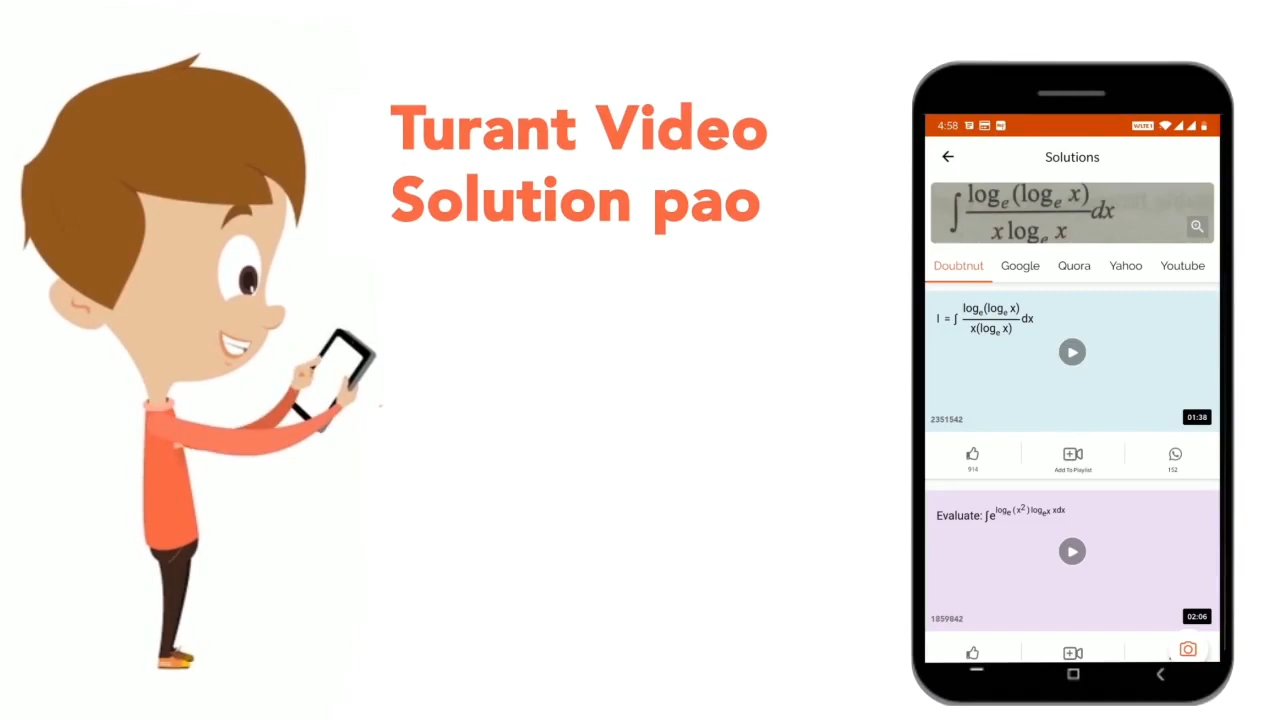 Turant Video
Solution pao
4:58
VoLTE1
Solutions
∫ logₑ(logₑ x) / x logₑ x dx
Doubtnut Google Quora Yahoo Youtube
I = ∫ logₑ(logₑ x) / x(logₑ x) dx
2351542 01:38
914 Add To Playlist 152
Evaluate: ∫e^logₑ(x²)logₑx xdx
1859842 02:06